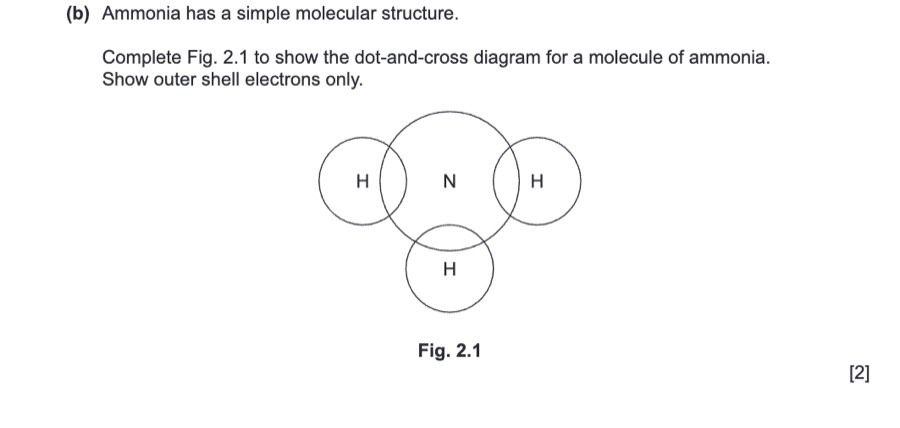 (b) Ammonia has a simple molecular structure.
Complete Fig. 2.1 to show the dot-and-cross diagram for a molecule of ammonia.
Show outer shell electrons only.
H N H
H
Fig. 2.1
[2]